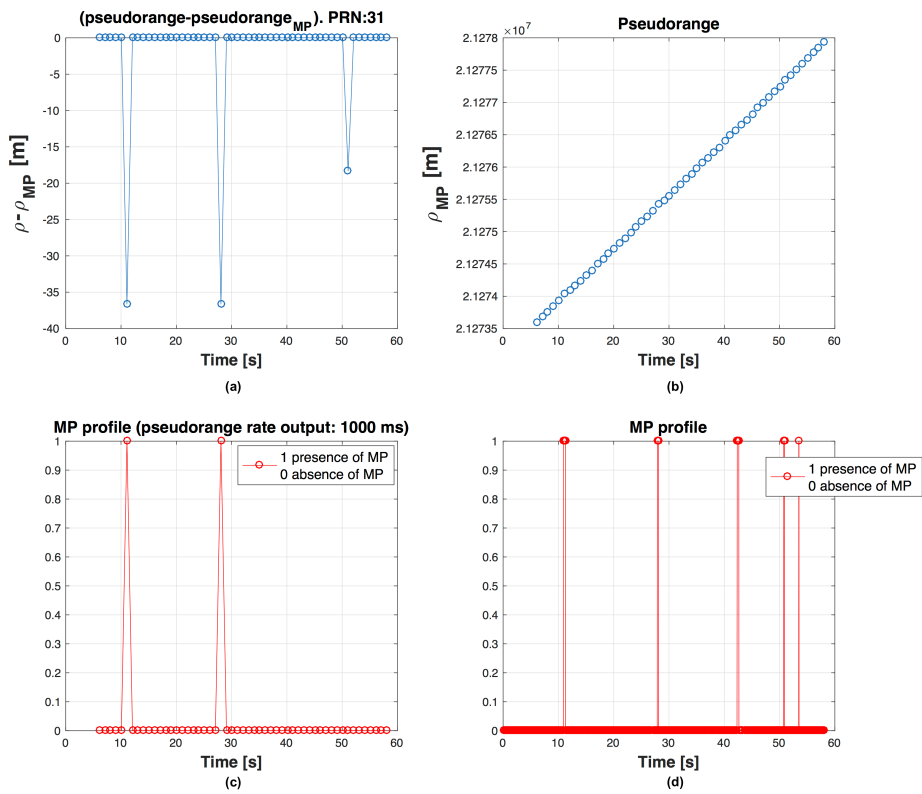 (pseudorange-pseudorange_MP). PRN:31
0
-5
-10
-15
-20
-25
-30
-35
-40
ρ - ρ_MP [m]
0 10 20 30 40 50 60
Time [s]
(a)
Pseudorange
×10^7
2.1278
2.12775
2.1277
2.12765
2.1276
2.12755
2.1275
2.12745
2.1274
2.12735
ρ_MP [m]
0 10 20 30 40 50 60
Time [s]
(b)
MP profile (pseudorange rate output: 1000 ms)
1 presence of MP
0 absence of MP
1
0.9
0.8
0.7
0.6
0.5
0.4
0.3
0.2
0.1
0
0 10 20 30 40 50 60
Time [s]
(c)
MP profile
1 presence of MP
0 absence of MP
1
0.9
0.8
0.7
0.6
0.5
0.4
0.3
0.2
0.1
0
0 10 20 30 40 50 60
Time [s]
(d)